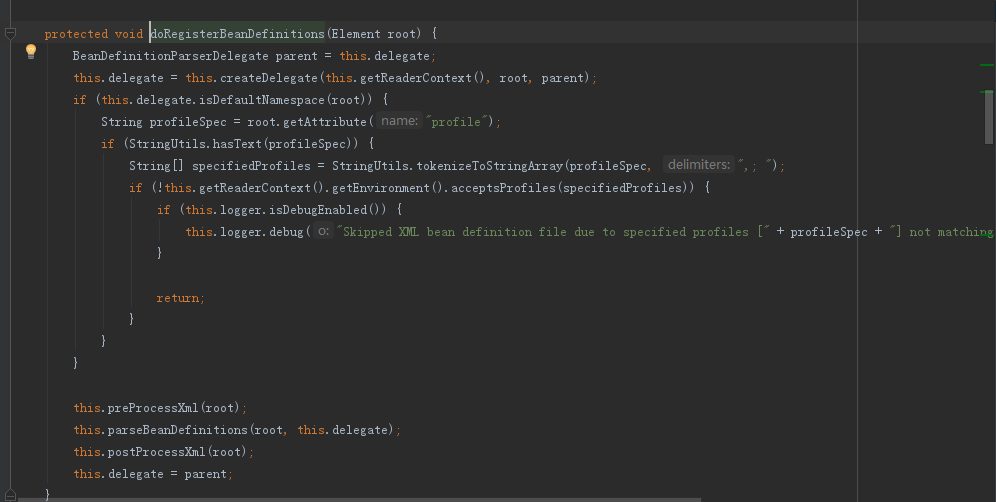 protected void doRegisterBeanDefinitions(Element root) {
BeanDefinitionParserDelegate parent = this.delegate;
this.delegate = this.createDelegate(this.getReaderContext(), root, parent);
if (this.delegate.isDefaultNamespace(root)) {
String profileSpec = root.getAttribute( name: "profile");
if (StringUtils.hasText(profileSpec)) {
String[] specifiedProfiles = StringUtils.tokenizeToStringArray(profileSpec, delimiters: ",; ");
if (!this.getReaderContext().getEnvironment().acceptsProfiles(specifiedProfiles)) {
if (this.logger.isDebugEnabled()) {
this.logger.debug( o: "Skipped XML bean definition file due to specified profiles [" + profileSpec + "] not matching
}
return;
}
}
}
this.preProcessXml(root);
this.parseBeanDefinitions(root, this.delegate);
this.postProcessXml(root);
this.delegate = parent;
}